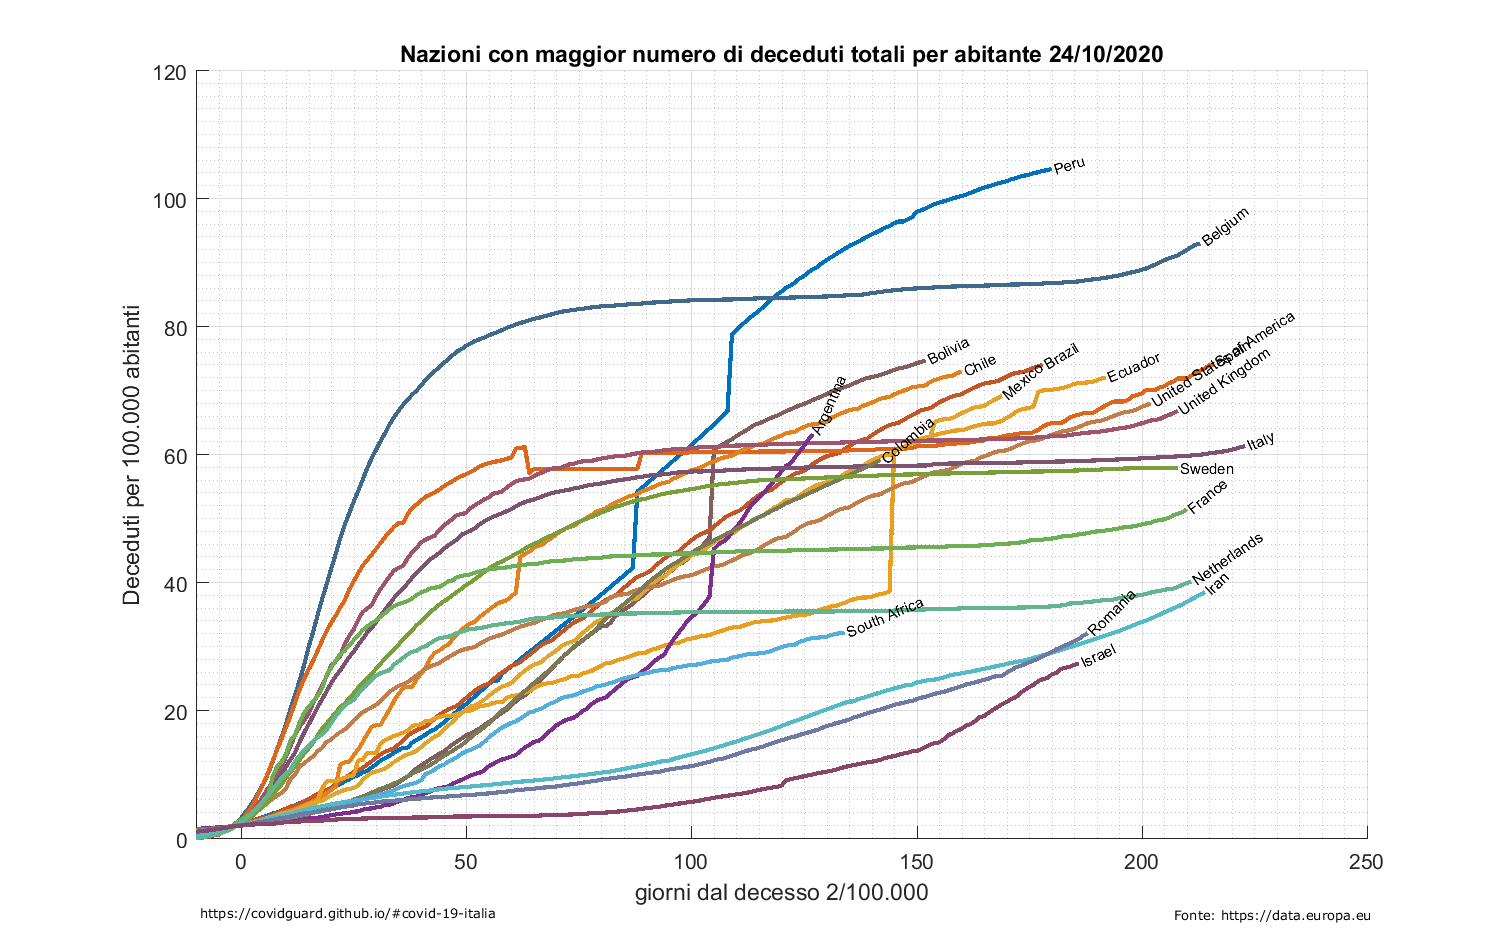 Nazioni con maggior numero di deceduti totali per abitante 24/10/2020
Deceduti per 100.000 abitanti
120
100
80
60
40
20
0
Peru
Belgium
Bolivia
Chile
Mexico
Brazil
Ecuador
Spain
United States of America
United Kingdom
Argentina
Colombia
Italy
Sweden
France
Netherlands
Iran
South Africa
Romania
Israel
0
50
100
150
200
250
giorni dal decesso 2/100.000
https://covidguard.github.io/#covid-19-italia
Fonte: https://data.europa.eu